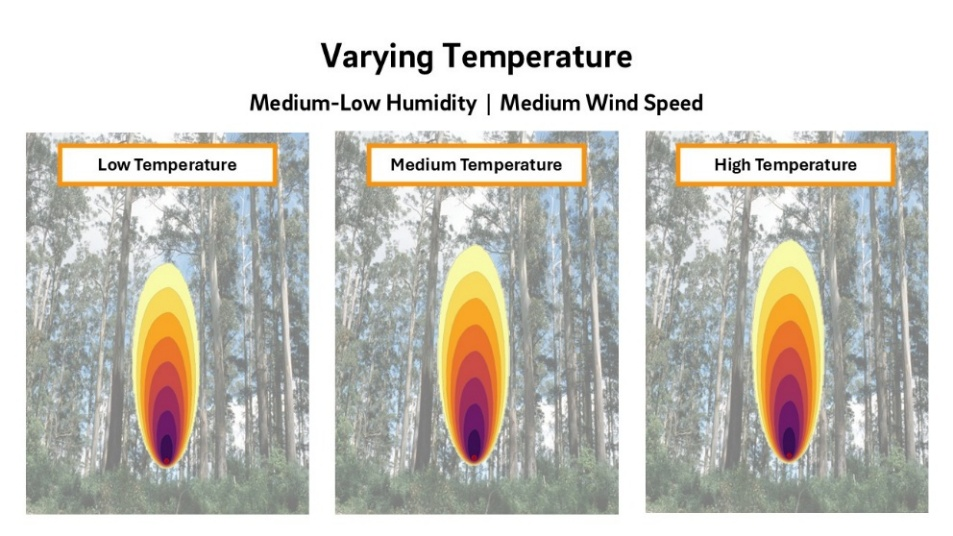 Varying Temperature
Medium-Low Humidity | Medium Wind Speed
Low Temperature
Medium Temperature
High Temperature